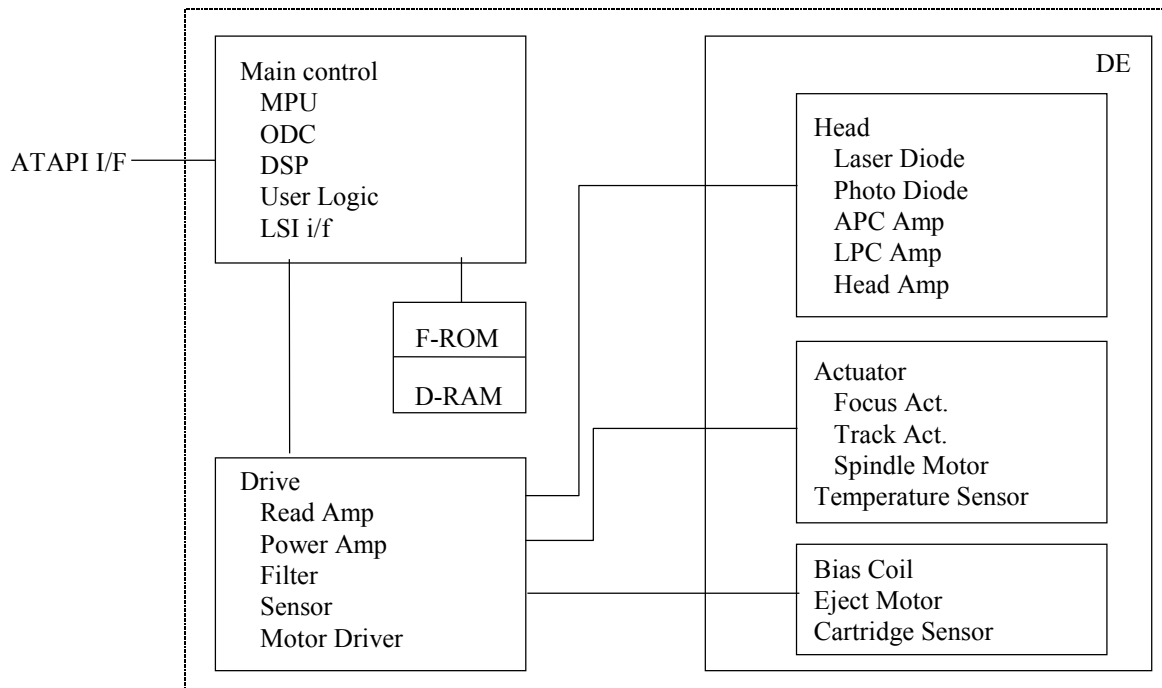 ATAPI I/F
Main control
MPU
ODC
DSP
User Logic
LSI i/f
F-ROM
D-RAM
Drive
Read Amp
Power Amp
Filter
Sensor
Motor Driver
DE
Head
Laser Diode
Photo Diode
APC Amp
LPC Amp
Head Amp
Actuator
Focus Act.
Track Act.
Spindle Motor
Temperature Sensor
Bias Coil
Eject Motor
Cartridge Sensor